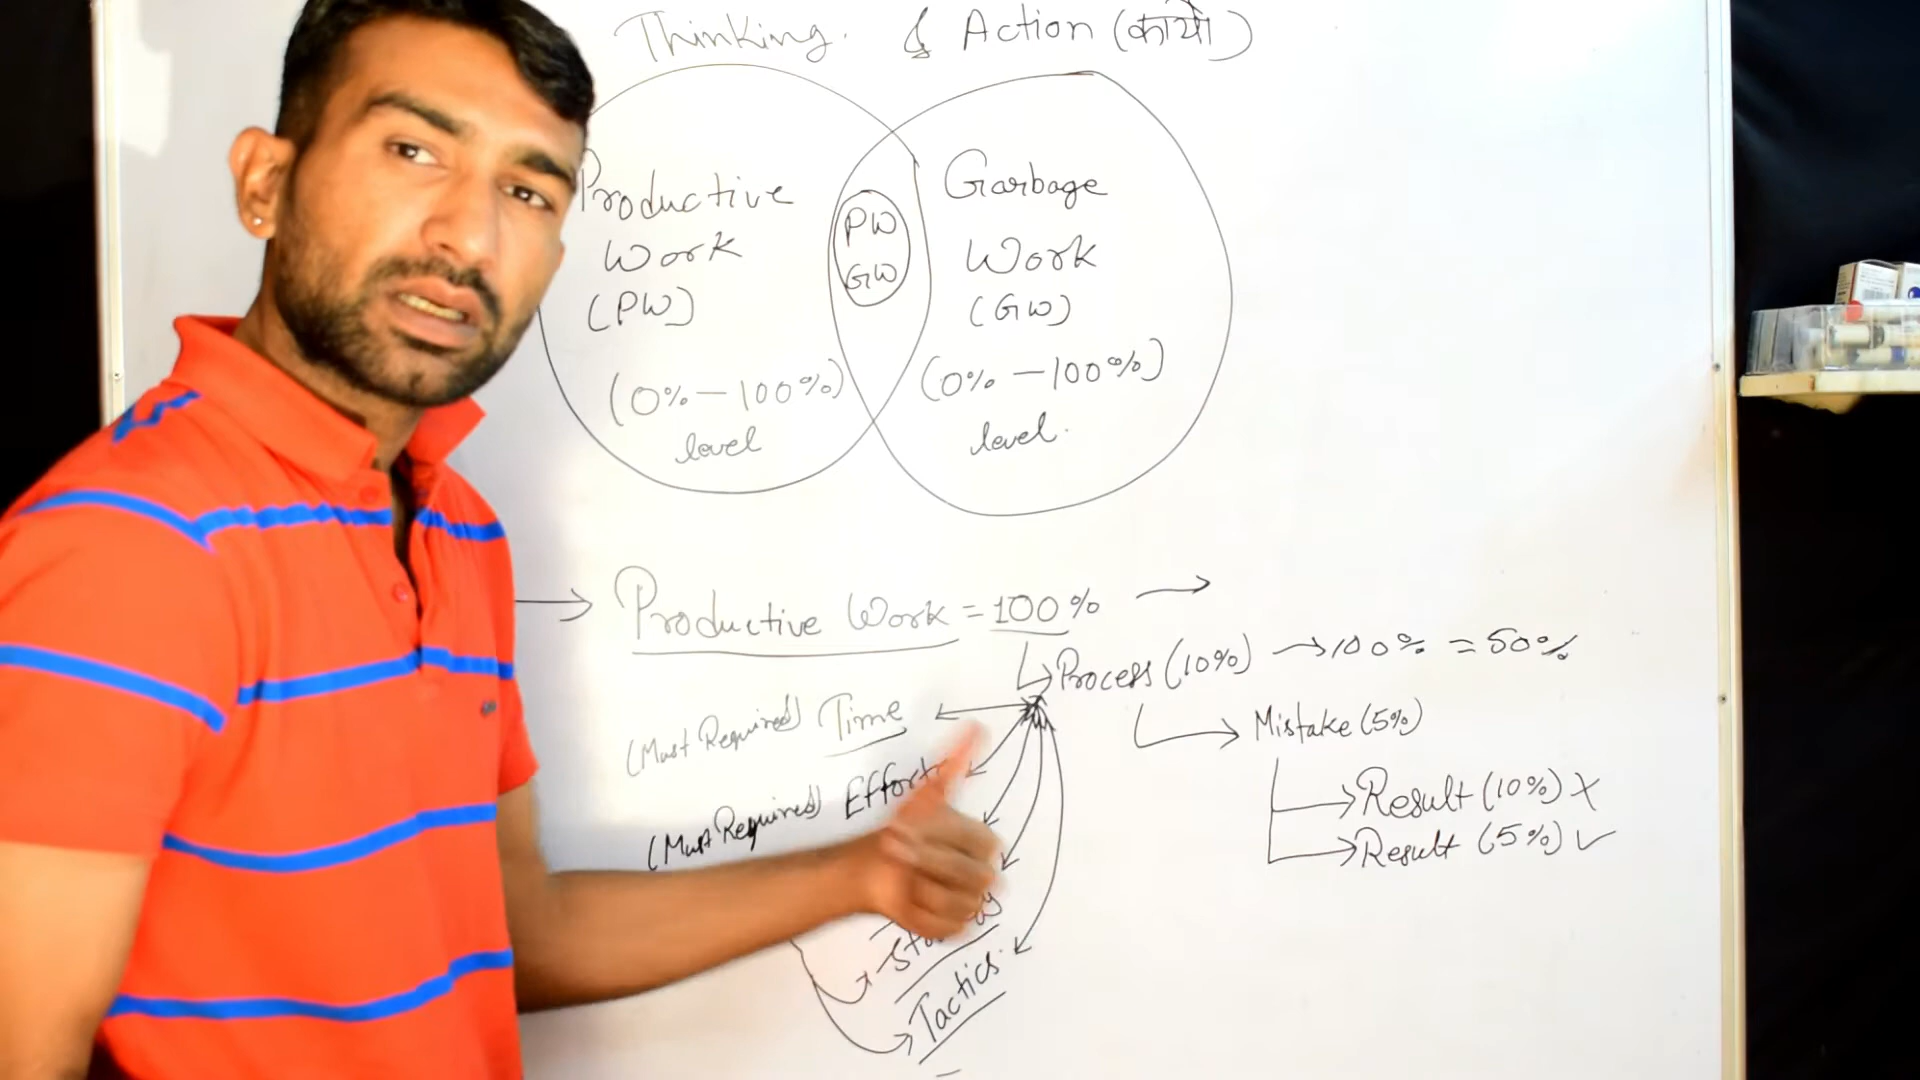 Thinking. & Action (कार्यो)
Productive
Work
(PW)
(0% – 100%)
level
PW
GW
Garbage
Work
(GW)
(0% – 100%)
level.
→ Productive Work = 100% →
Process (10%) → 100% = 50%
(Must Required) Time
Mistake (5%)
(Must Required) Effort
Result (10%) X
Result (5%) ✓
Tactics.